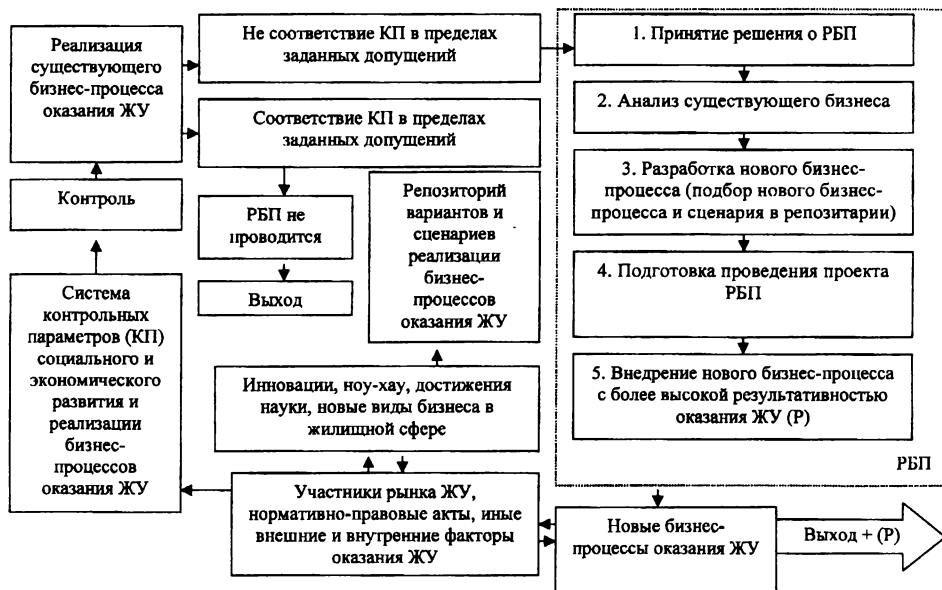 Реализация
существующего
бизнес-процесса
оказания ЖУ
Не соответствие КП в пределах
заданных допущений
Соответствие КП в пределах
заданных допущений
Контроль
РБП не
проводится
Выход
Репозиторий
вариантов и
сценариев
реализации
бизнес-
процессов
оказания ЖУ
Система
контрольных
параметров (КП)
социального и
экономического
развития и
реализации
бизнес-
процессов
оказания ЖУ
Инновации, ноу-хау, достижения
науки, новые виды бизнеса в
жилищной сфере
Участники рынка ЖУ,
нормативно-правовые акты, иные
внешние и внутренние факторы
оказания ЖУ
1. Принятие решения о РБП
2. Анализ существующего бизнеса
3. Разработка нового бизнес-
процесса (подбор нового бизнес-
процесса и сценария в репозитарии)
4. Подготовка проведения проекта
РБП
5. Внедрение нового бизнес-процесса
с более высокой результативностью
оказания ЖУ (Р)
РБП
Новые бизнес-
процессы оказания ЖУ
Выход + (Р)